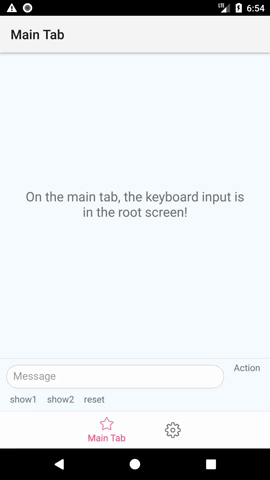 LTE 6:54
Main Tab
On the main tab, the keyboard input is
in the root screen!
Message
Action
show1 show2 reset
Main Tab